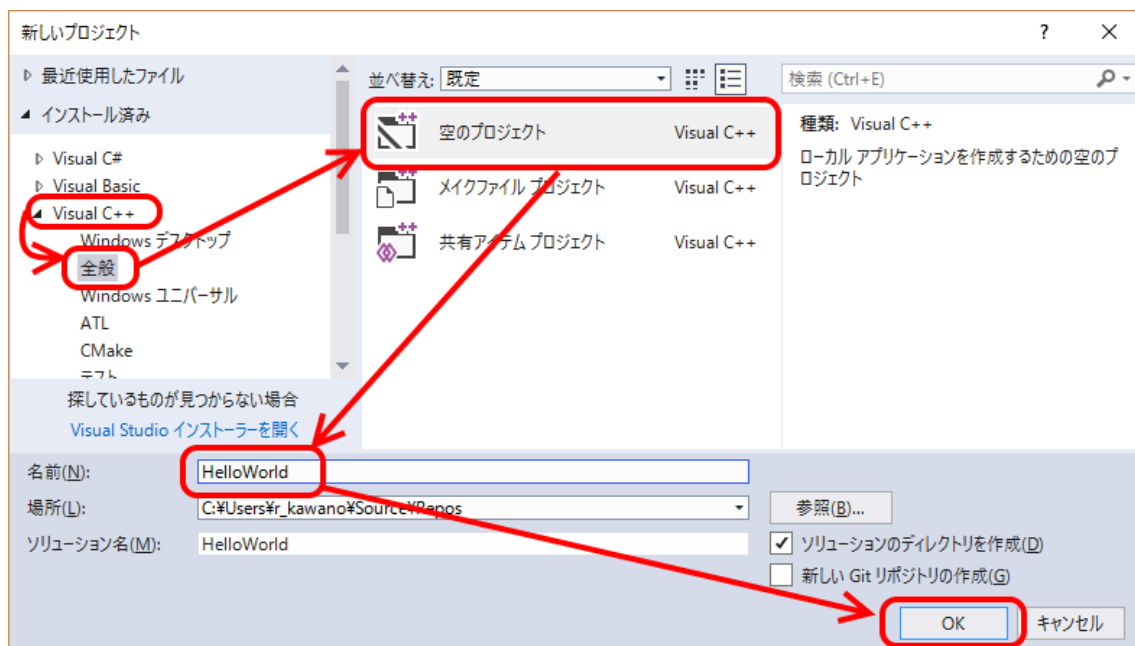 新しいプロジェクト
?
最近使用したファイル
インストール済み
Visual C#
Visual Basic
Visual C++
Windows デスクトップ
全般
Windows ユニバーサル
ATL
CMake
テスト
探しているものが見つからない場合
Visual Studio インストーラーを開く
並べ替え: 既定
空のプロジェクト Visual C++
メイクファイル プロジェクト Visual C++
共有アイテム プロジェクト Visual C++
検索 (Ctrl+E)
種類: Visual C++
ローカル アプリケーションを作成するための空のプ
ロジェクト
名前(N): HelloWorld
場所(L): C:¥Users¥r_kawano¥Source¥Repos 参照(B)...
ソリューション名(M): HelloWorld
ソリューションのディレクトリを作成(D)
新しい Git リポジトリの作成(G)
OK キャンセル